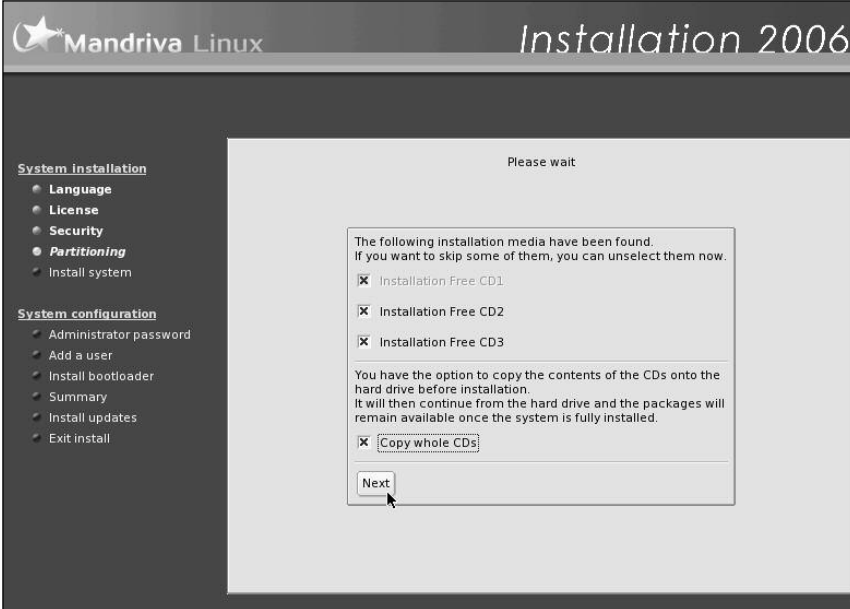 Mandriva Linux
Installation 2006
System installation
Language
License
Security
Partitioning
Install system
System configuration
Administrator password
Add a user
Install bootloader
Summary
Install updates
Exit install
Please wait
The following installation media have been found.
If you want to skip some of them, you can unselect them now.
Installation Free CD1
Installation Free CD2
Installation Free CD3
You have the option to copy the contents of the CDs onto the
hard drive before installation.
It will then continue from the hard drive and the packages will
remain available once the system is fully installed.
Copy whole CDs
Next